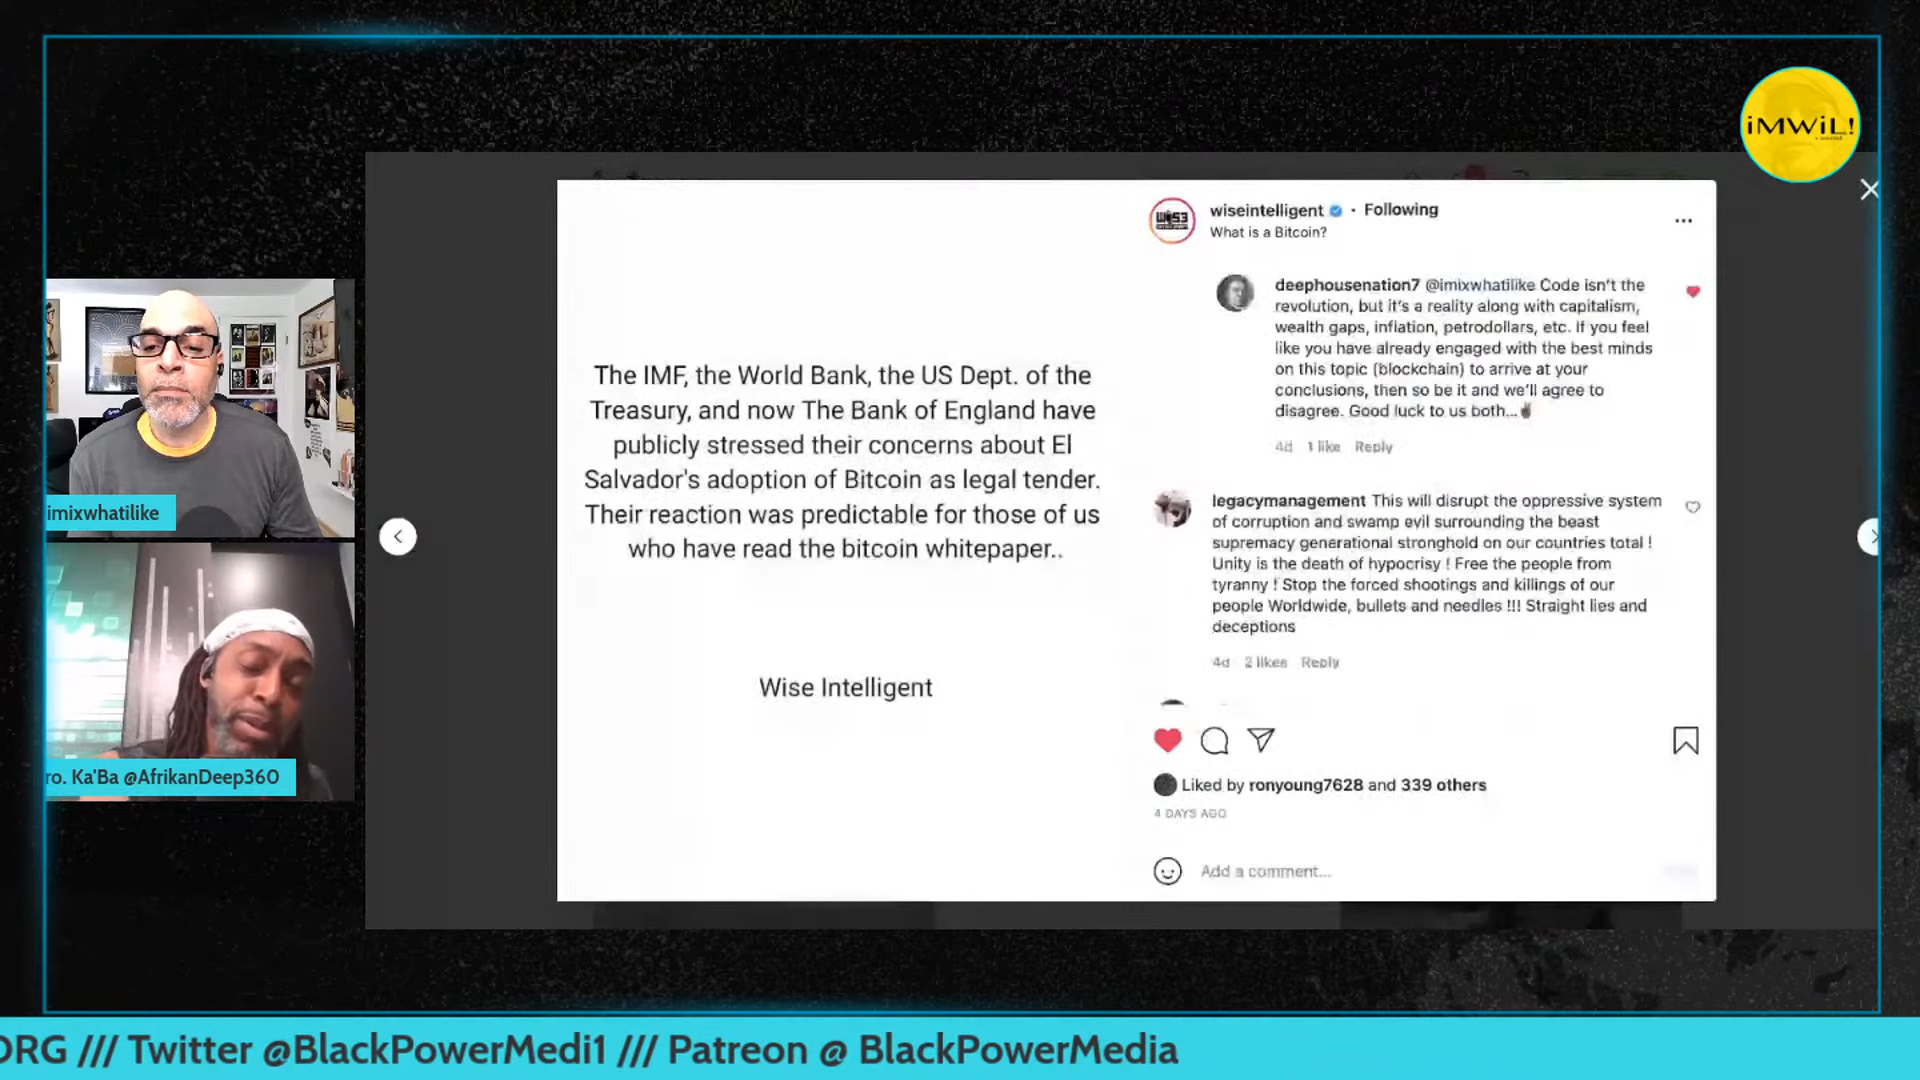 iMWiL!
wiseintelligent • Following
What is a Bitcoin?
deephousenation7 @imixwhatilike Code isn't the
revolution, but it's a reality along with capitalism,
wealth gaps, inflation, petrodollars, etc. If you feel
like you have already engaged with the best minds
on this topic (blockchain) to arrive at your
conclusions, then so be it and we'll agree to
disagree. Good luck to us both...✌🏿
4d 1 like Reply
legacymanagement This will disrupt the oppressive system
of corruption and swamp evil surrounding the beast
supremacy generational stronghold on our countries total !
Unity is the death of hypocrisy ! Free the people from
tyranny ! Stop the forced shootings and killings of our
people Worldwide, bullets and needles !!! Straight lies and
deceptions
4d 2 likes Reply
Liked by ronyoung7628 and 339 others
4 DAYS AGO
Add a comment...
The IMF, the World Bank, the US Dept. of the
Treasury, and now The Bank of England have
publicly stressed their concerns about El
Salvador's adoption of Bitcoin as legal tender.
Their reaction was predictable for those of us
who have read the bitcoin whitepaper..
Wise Intelligent
imixwhatilike
ro. Ka'Ba @AfrikanDeep360
ORG /// Twitter @BlackPowerMedi1 /// Patreon @ BlackPowerMedia